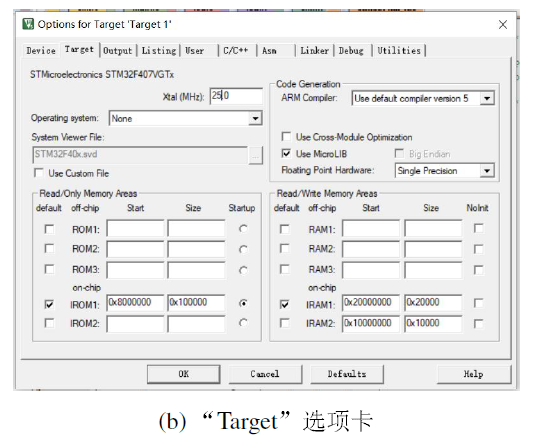 Options for Target 'Target 1'
Device Target Output Listing User C/C++ Asm Linker Debug Utilities
STMicroelectronics STM32F407VGTx
Xtal (MHz): 25.0
Operating system: None
System Viewer File:
STM32F40x.svd ...
Use Custom File
Code Generation
ARM Compiler: Use default compiler version 5
Use Cross-Module Optimization
Use MicroLIB Big Endian
Floating Point Hardware: Single Precision
Read/Only Memory Areas
default off-chip Start Size Startup
ROM1:
ROM2:
ROM3:
on-chip
IROM1: 0x8000000 0x100000
IROM2:
Read/Write Memory Areas
default off-chip Start Size NoInit
RAM1:
RAM2:
RAM3:
on-chip
IRAM1: 0x20000000 0x20000
IRAM2: 0x10000000 0x10000
OK Cancel Defaults Help
(b) “Target”选项卡